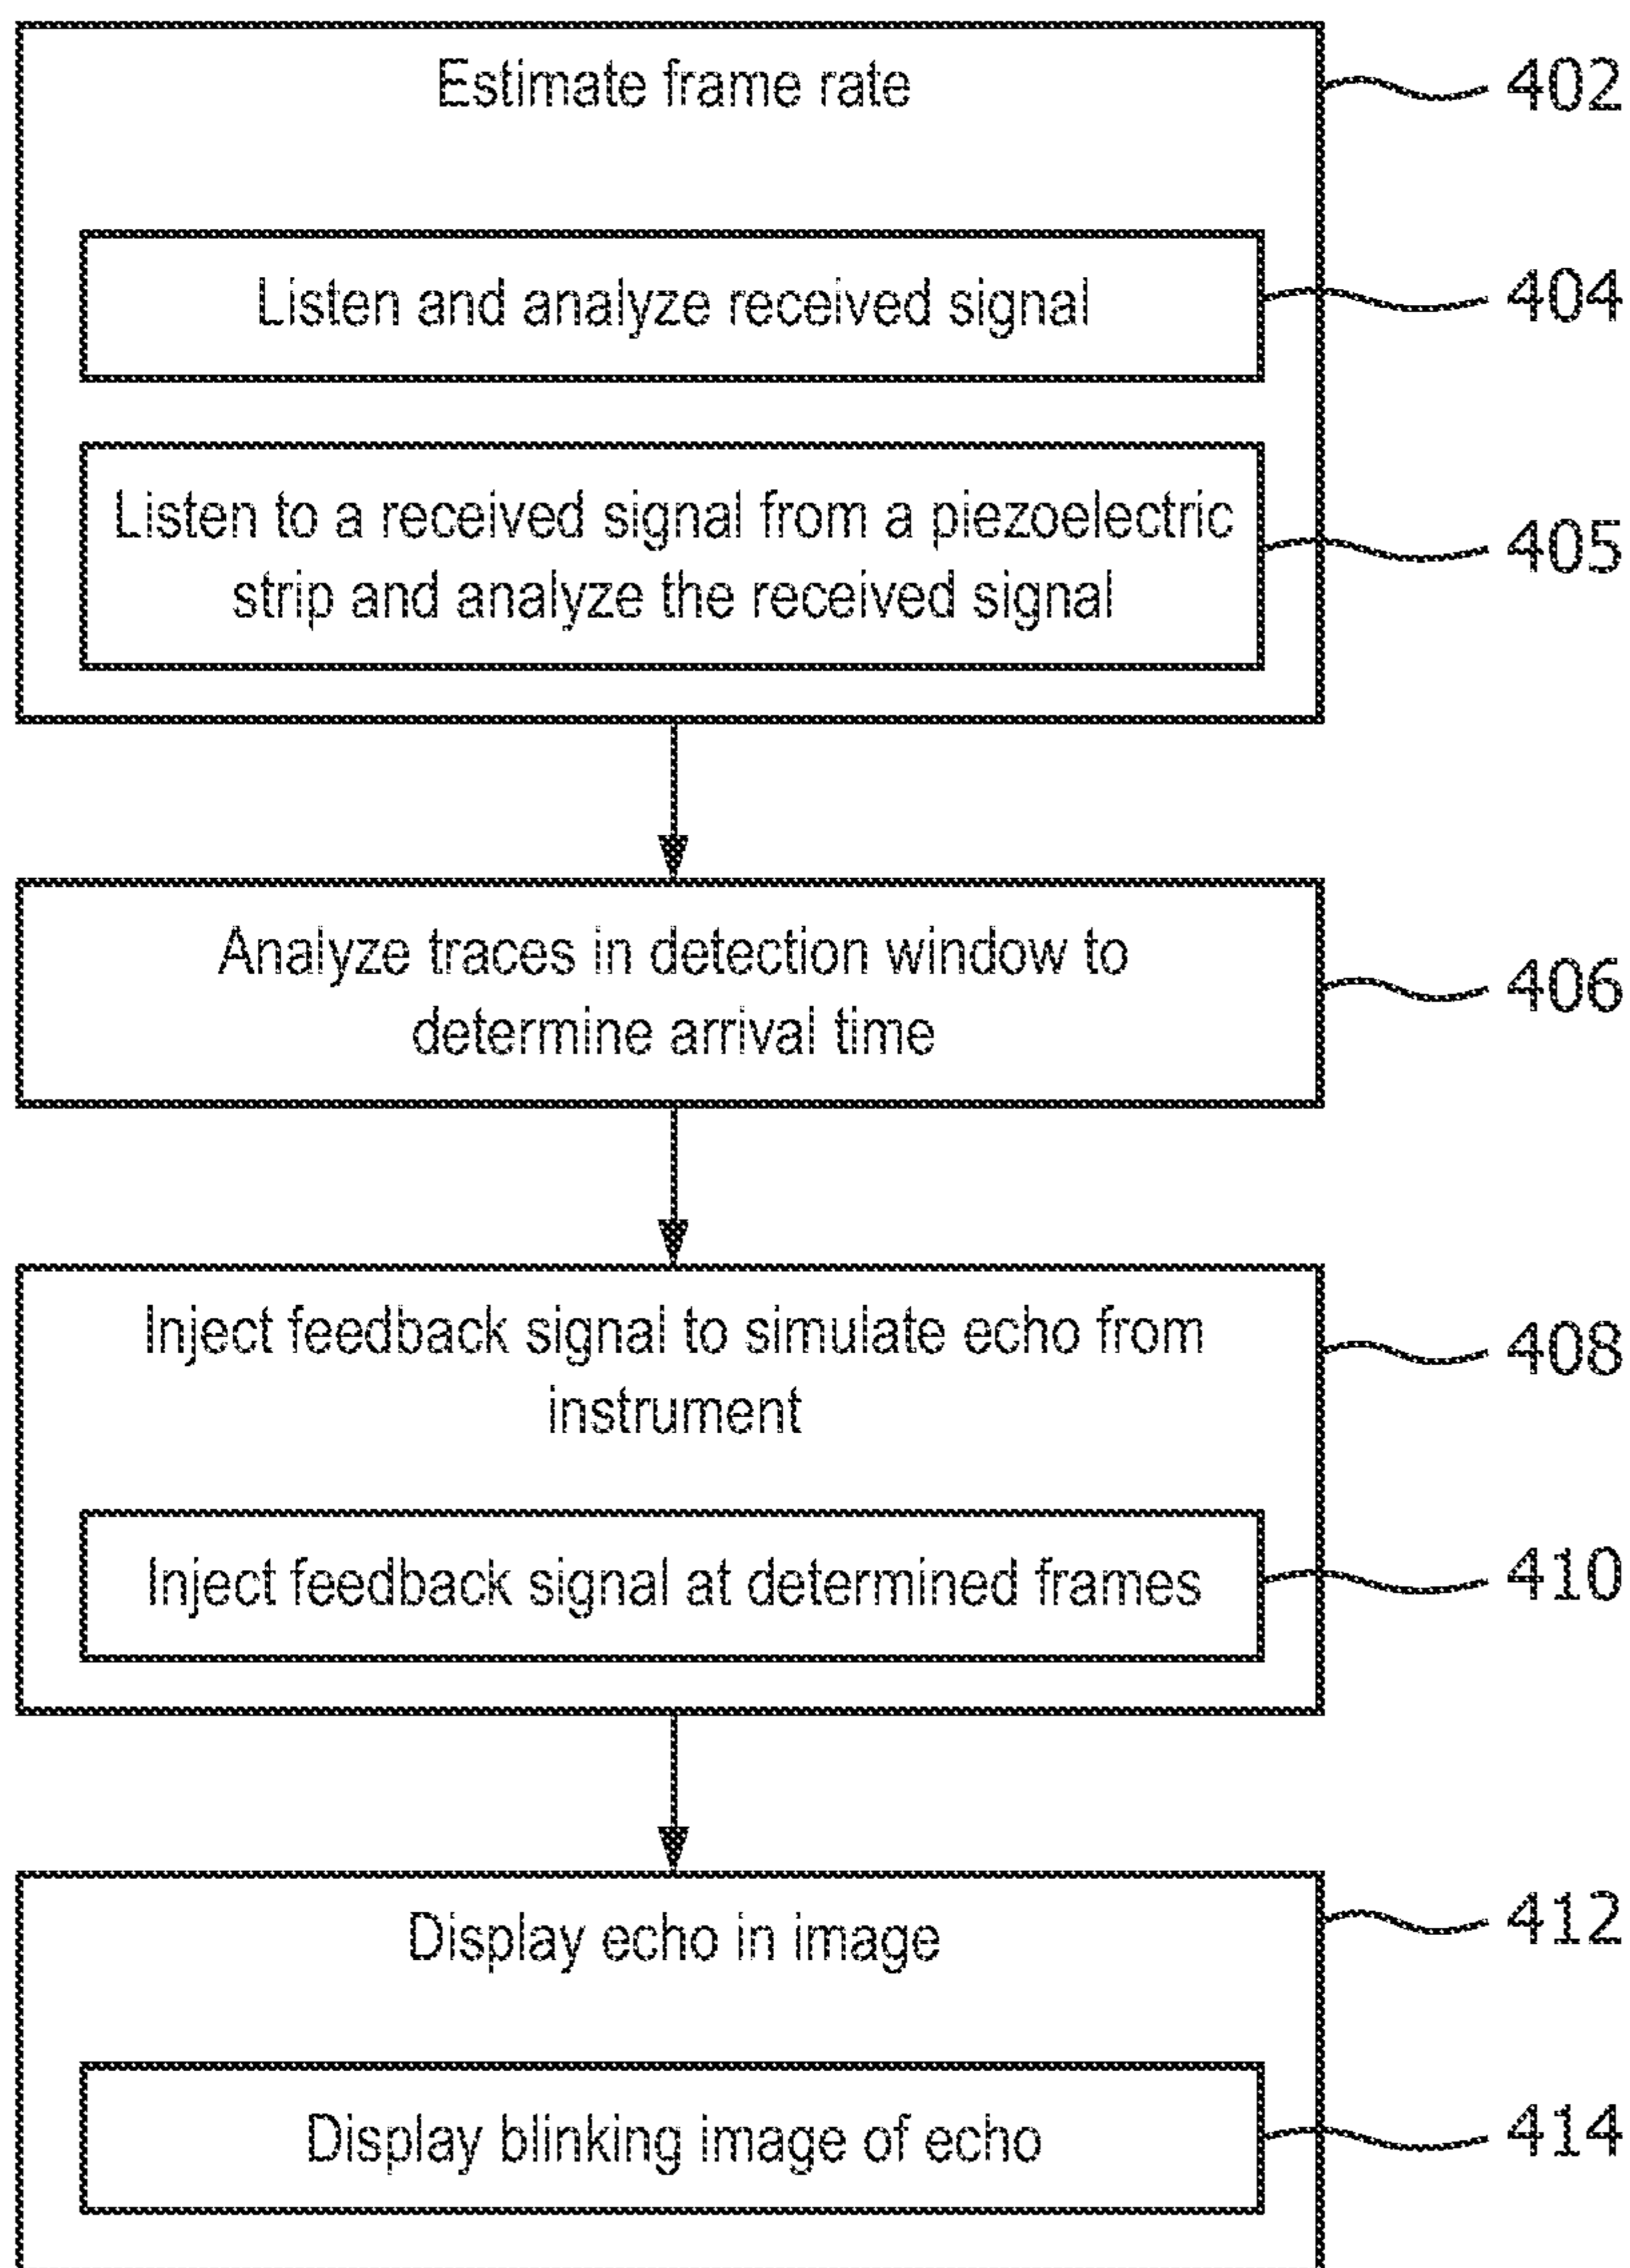 Estimate frame rate
402
Listen and analyze received signal
404
Listen to a received signal from a piezoelectric
strip and analyze the received signal
405
Analyze traces in detection window to
determine arrival time
406
Inject feedback signal to simulate echo from
instrument
408
Inject feedback signal at determined frames
410
Display echo in image
412
Display blinking image of echo
414